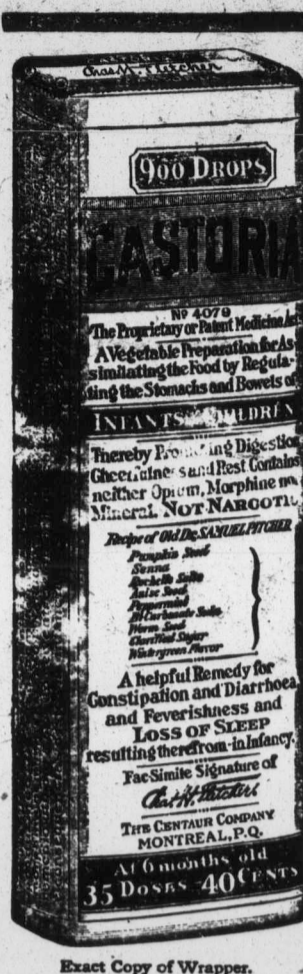 Chas. H. Fletcher
900 DROPS
CASTORIA
Nº 4079
The Proprietary or Patent Medicine Act
A Vegetable Preparation for As-
similating the Food by Regula-
ting the Stomachs and Bowels of
INFANTS CHILDREN
Thereby Promoting Digestion
Cheerfulness and Rest Contains
neither Opium, Morphine nor
Mineral. NOT NARCOTIC
Recipe of Old Dr. SAMUEL PITCHER
Pumpkin Seed
Senna
Rochelle Salts
Anise Seed
Peppermint
Bi-Carbonate Soda
Worm Seed
Clarified Sugar
Wintergreen Flavor
A helpful Remedy for
Constipation and Diarrhoea
and Feverishness and
LOSS OF SLEEP
resulting therefrom-in Infancy.
Fac-Simile Signature of
Chas. H. Fletcher.
THE CENTAUR COMPANY
MONTREAL, P.Q.
At 6 months old
35 DOSES - 40 CENTS
Exact Copy of Wrapper.